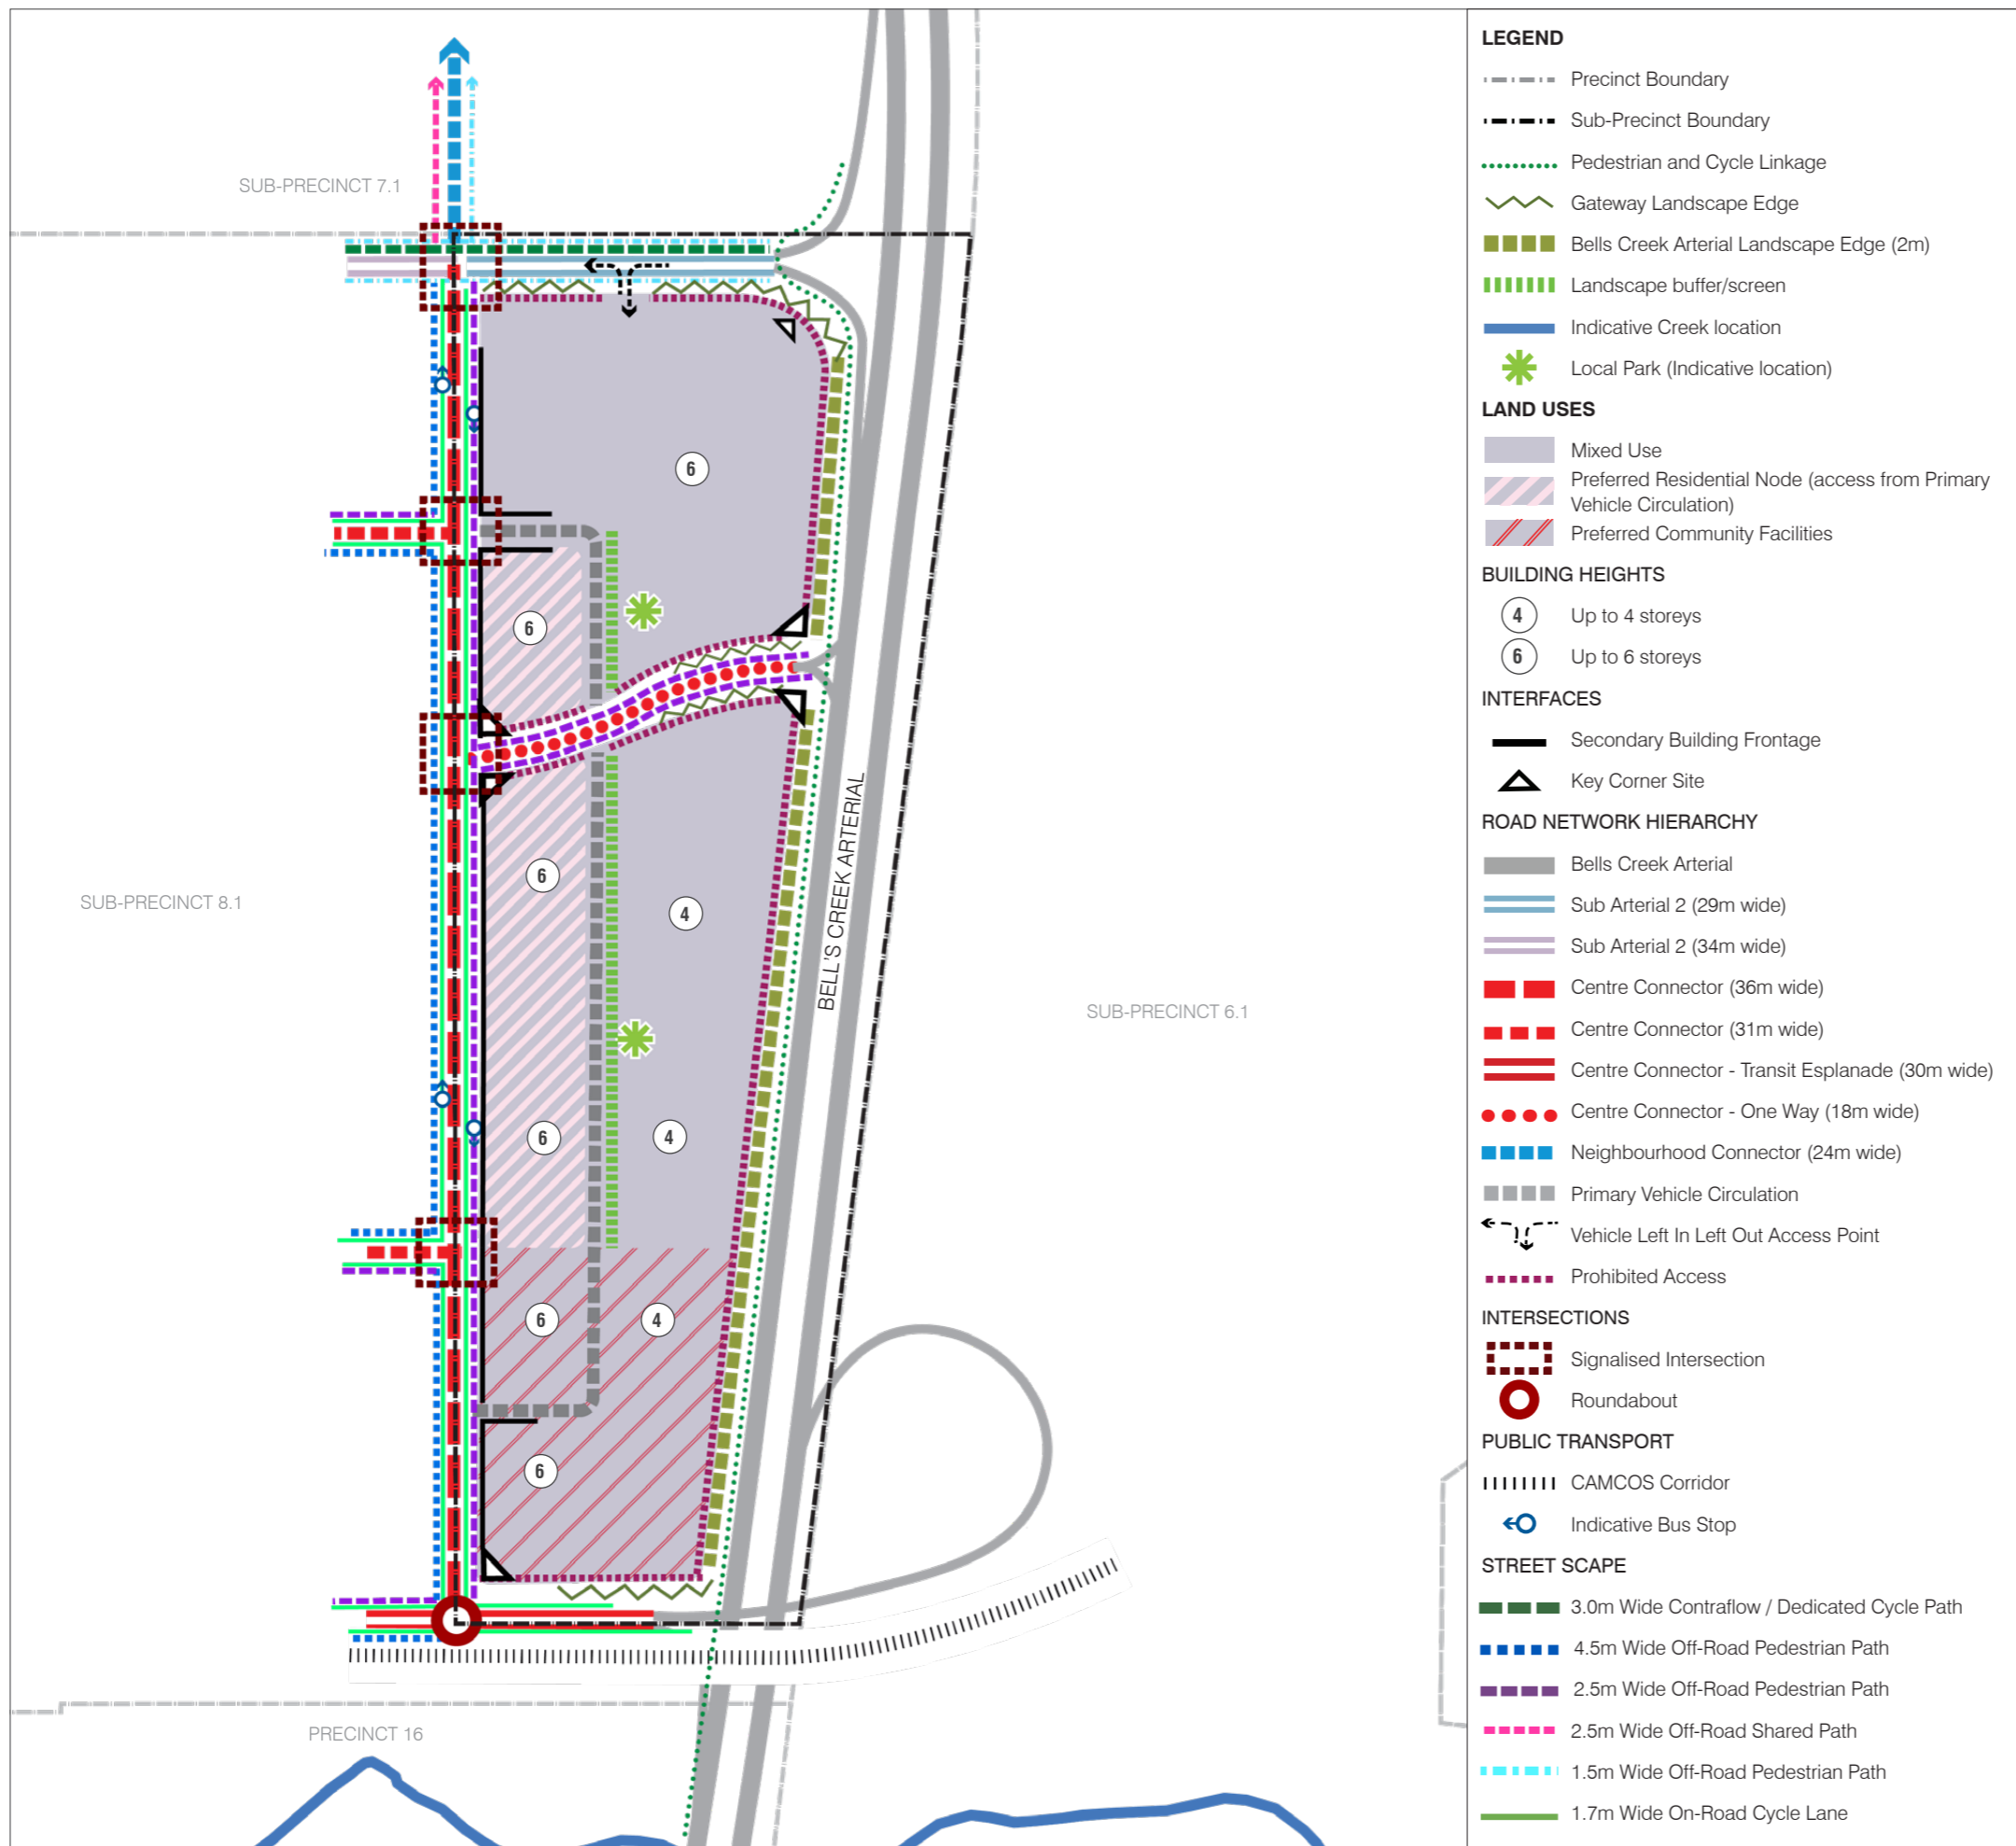 SUB-PRECINCT 7.1
6
6
BELL'S CREEK ARTERIAL
6
SUB-PRECINCT 8.1
4
SUB-PRECINCT 6.1
6
4
6
4
6
PRECINCT 16
LEGEND
Precinct Boundary
Sub-Precinct Boundary
Pedestrian and Cycle Linkage
Gateway Landscape Edge
Bells Creek Arterial Landscape Edge (2m)
Landscape buffer/screen
Indicative Creek location
Local Park (Indicative location)
LAND USES
Mixed Use
Preferred Residential Node (access from Primary
Vehicle Circulation)
Preferred Community Facilities
BUILDING HEIGHTS
4 Up to 4 storeys
6 Up to 6 storeys
INTERFACES
Secondary Building Frontage
Key Corner Site
ROAD NETWORK HIERARCHY
Bells Creek Arterial
Sub Arterial 2 (29m wide)
Sub Arterial 2 (34m wide)
Centre Connector (36m wide)
Centre Connector (31m wide)
Centre Connector - Transit Esplanade (30m wide)
Centre Connector - One Way (18m wide)
Neighbourhood Connector (24m wide)
Primary Vehicle Circulation
Vehicle Left In Left Out Access Point
Prohibited Access
INTERSECTIONS
Signalised Intersection
Roundabout
PUBLIC TRANSPORT
CAMCOS Corridor
Indicative Bus Stop
STREET SCAPE
3.0m Wide Contraflow / Dedicated Cycle Path
4.5m Wide Off-Road Pedestrian Path
2.5m Wide Off-Road Pedestrian Path
2.5m Wide Off-Road Shared Path
1.5m Wide Off-Road Pedestrian Path
1.7m Wide On-Road Cycle Lane